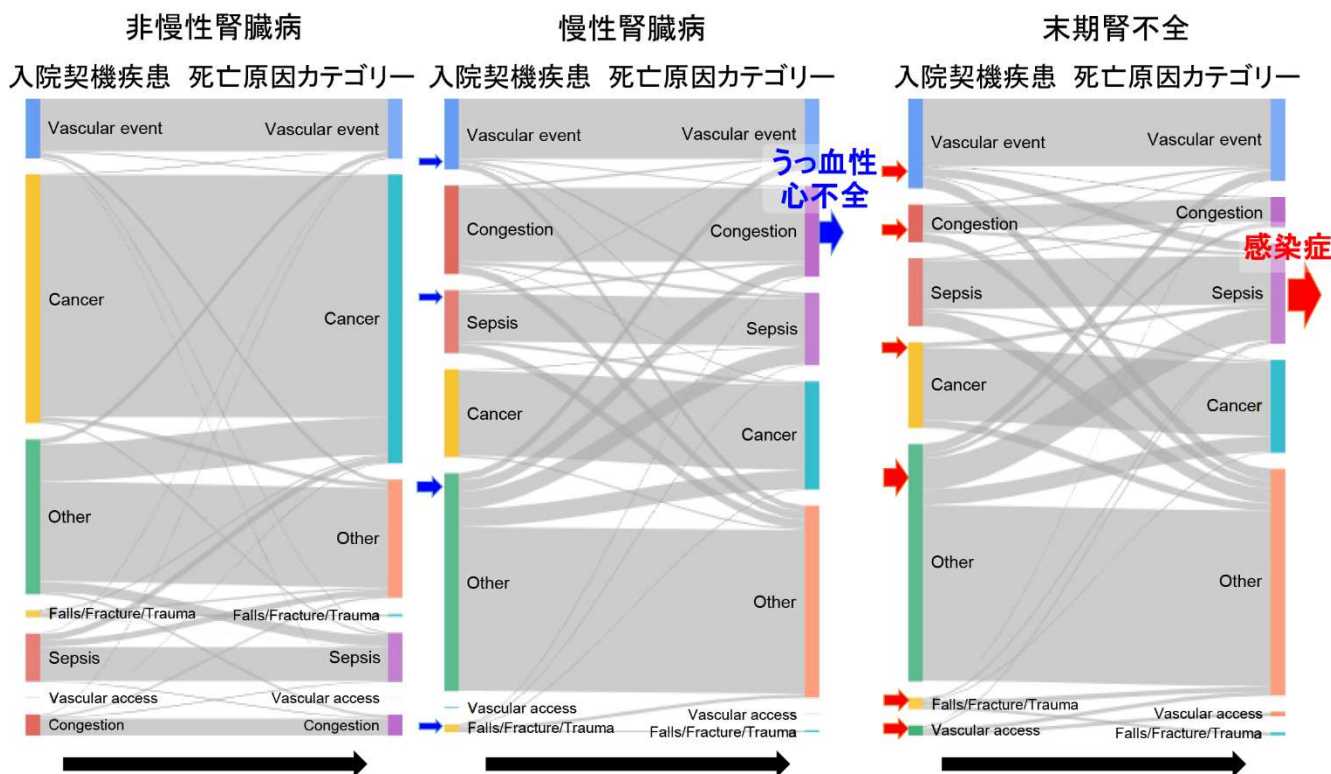 非慢性腎臓病
入院契機疾患 死亡原因カテゴリー
Vascular event Vascular event
Cancer Cancer
Other Other
Falls/Fracture/Trauma Falls/Fracture/Trauma
Sepsis Sepsis
Vascular access Vascular access
Congestion Congestion
慢性腎臓病
入院契機疾患 死亡原因カテゴリー
Vascular event Vascular event
うっ血性
心不全
Congestion Congestion
Sepsis Sepsis
Cancer Cancer
Other Other
Vascular access Vascular access
Falls/Fracture/Trauma Falls/Fracture/Trauma
末期腎不全
入院契機疾患 死亡原因カテゴリー
Vascular event Vascular event
Congestion Congestion
感染症
Sepsis Sepsis
Cancer Cancer
Other Other
Falls/Fracture/Trauma Vascular access
Vascular access Falls/Fracture/Trauma